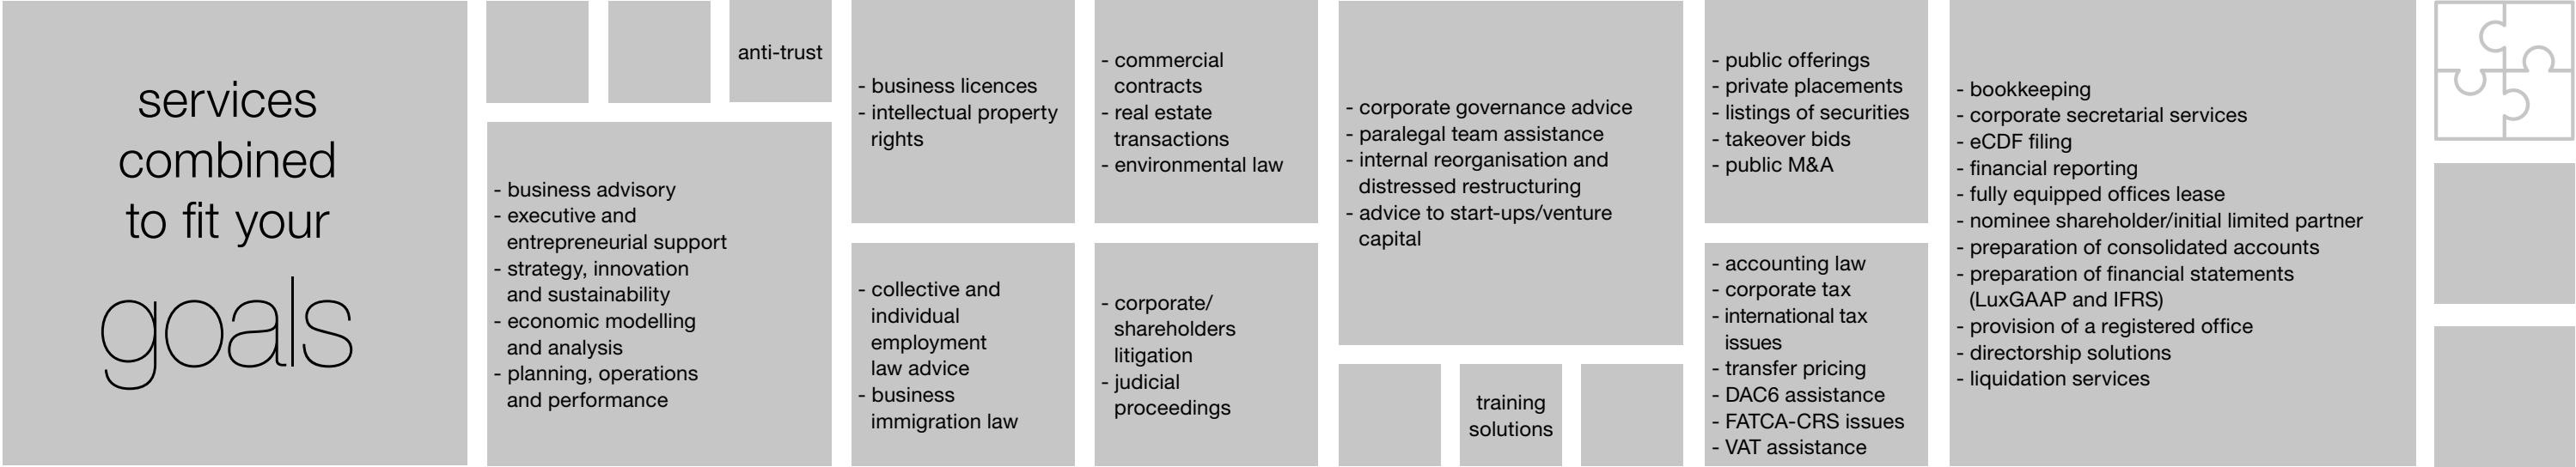 services
combined
to fit your
goals
anti-trust
- business advisory
- executive and
entrepreneurial support
- strategy, innovation
and sustainability
- economic modelling
and analysis
- planning, operations
and performance
- business licences
- intellectual property
rights
- collective and
individual
employment
law advice
- business
immigration law
- commercial
contracts
- real estate
transactions
- environmental law
- corporate/
shareholders
litigation
- judicial
proceedings
- corporate governance advice
- paralegal team assistance
- internal reorganisation and
distressed restructuring
- advice to start-ups/venture
capital
training
solutions
- public offerings
- private placements
- listings of securities
- takeover bids
- public M&A
- accounting law
- corporate tax
- international tax
issues
- transfer pricing
- DAC6 assistance
- FATCA-CRS issues
- VAT assistance
- bookkeeping
- corporate secretarial services
- eCDF filing
- financial reporting
- fully equipped offices lease
- nominee shareholder/initial limited partner
- preparation of consolidated accounts
- preparation of financial statements
(LuxGAAP and IFRS)
- provision of a registered office
- directorship solutions
- liquidation services